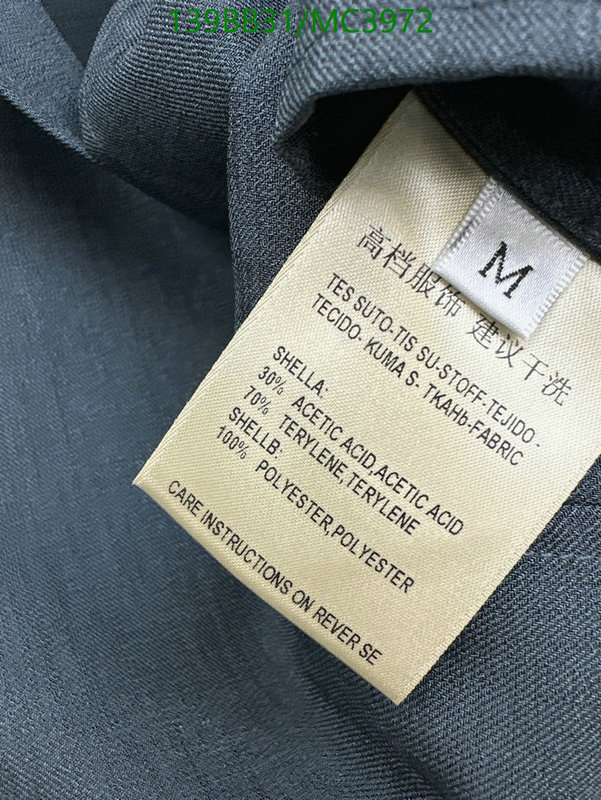 139BB31/MC3972
M
高档服饰 建议干洗
TES SUTO-TIS SU-STOFF-TEJIDO-
TECIDO- KUMA S- TKAHb-FABRIC
SHELLA:
30% ACETIC ACID,ACETIC ACID
70% TERYLENE,TERYLENE
SHELLB:
100% POLYESTER,POLYESTER
CARE INSTRUCTIONS ON REVER SE